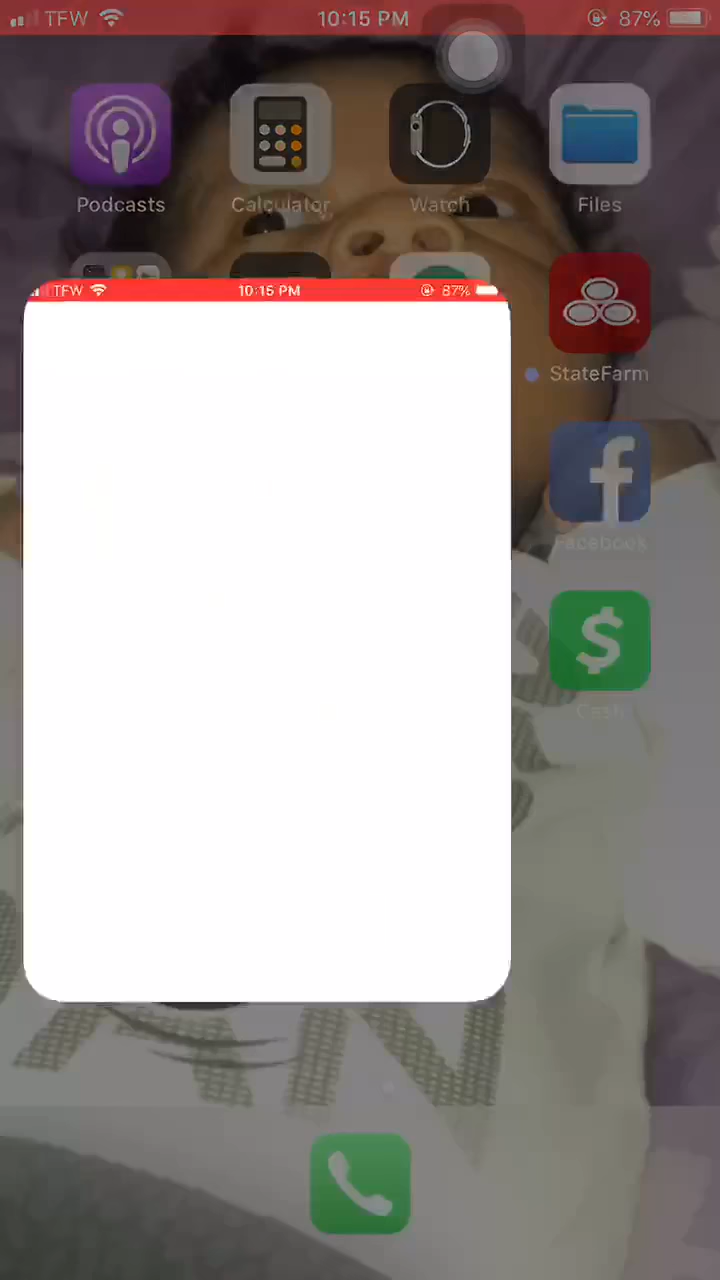 TFW 10:15 PM 87%
Podcasts Calculator Watch Files
TFW 10:15 PM 87%
StateFarm
Facebook
Cash